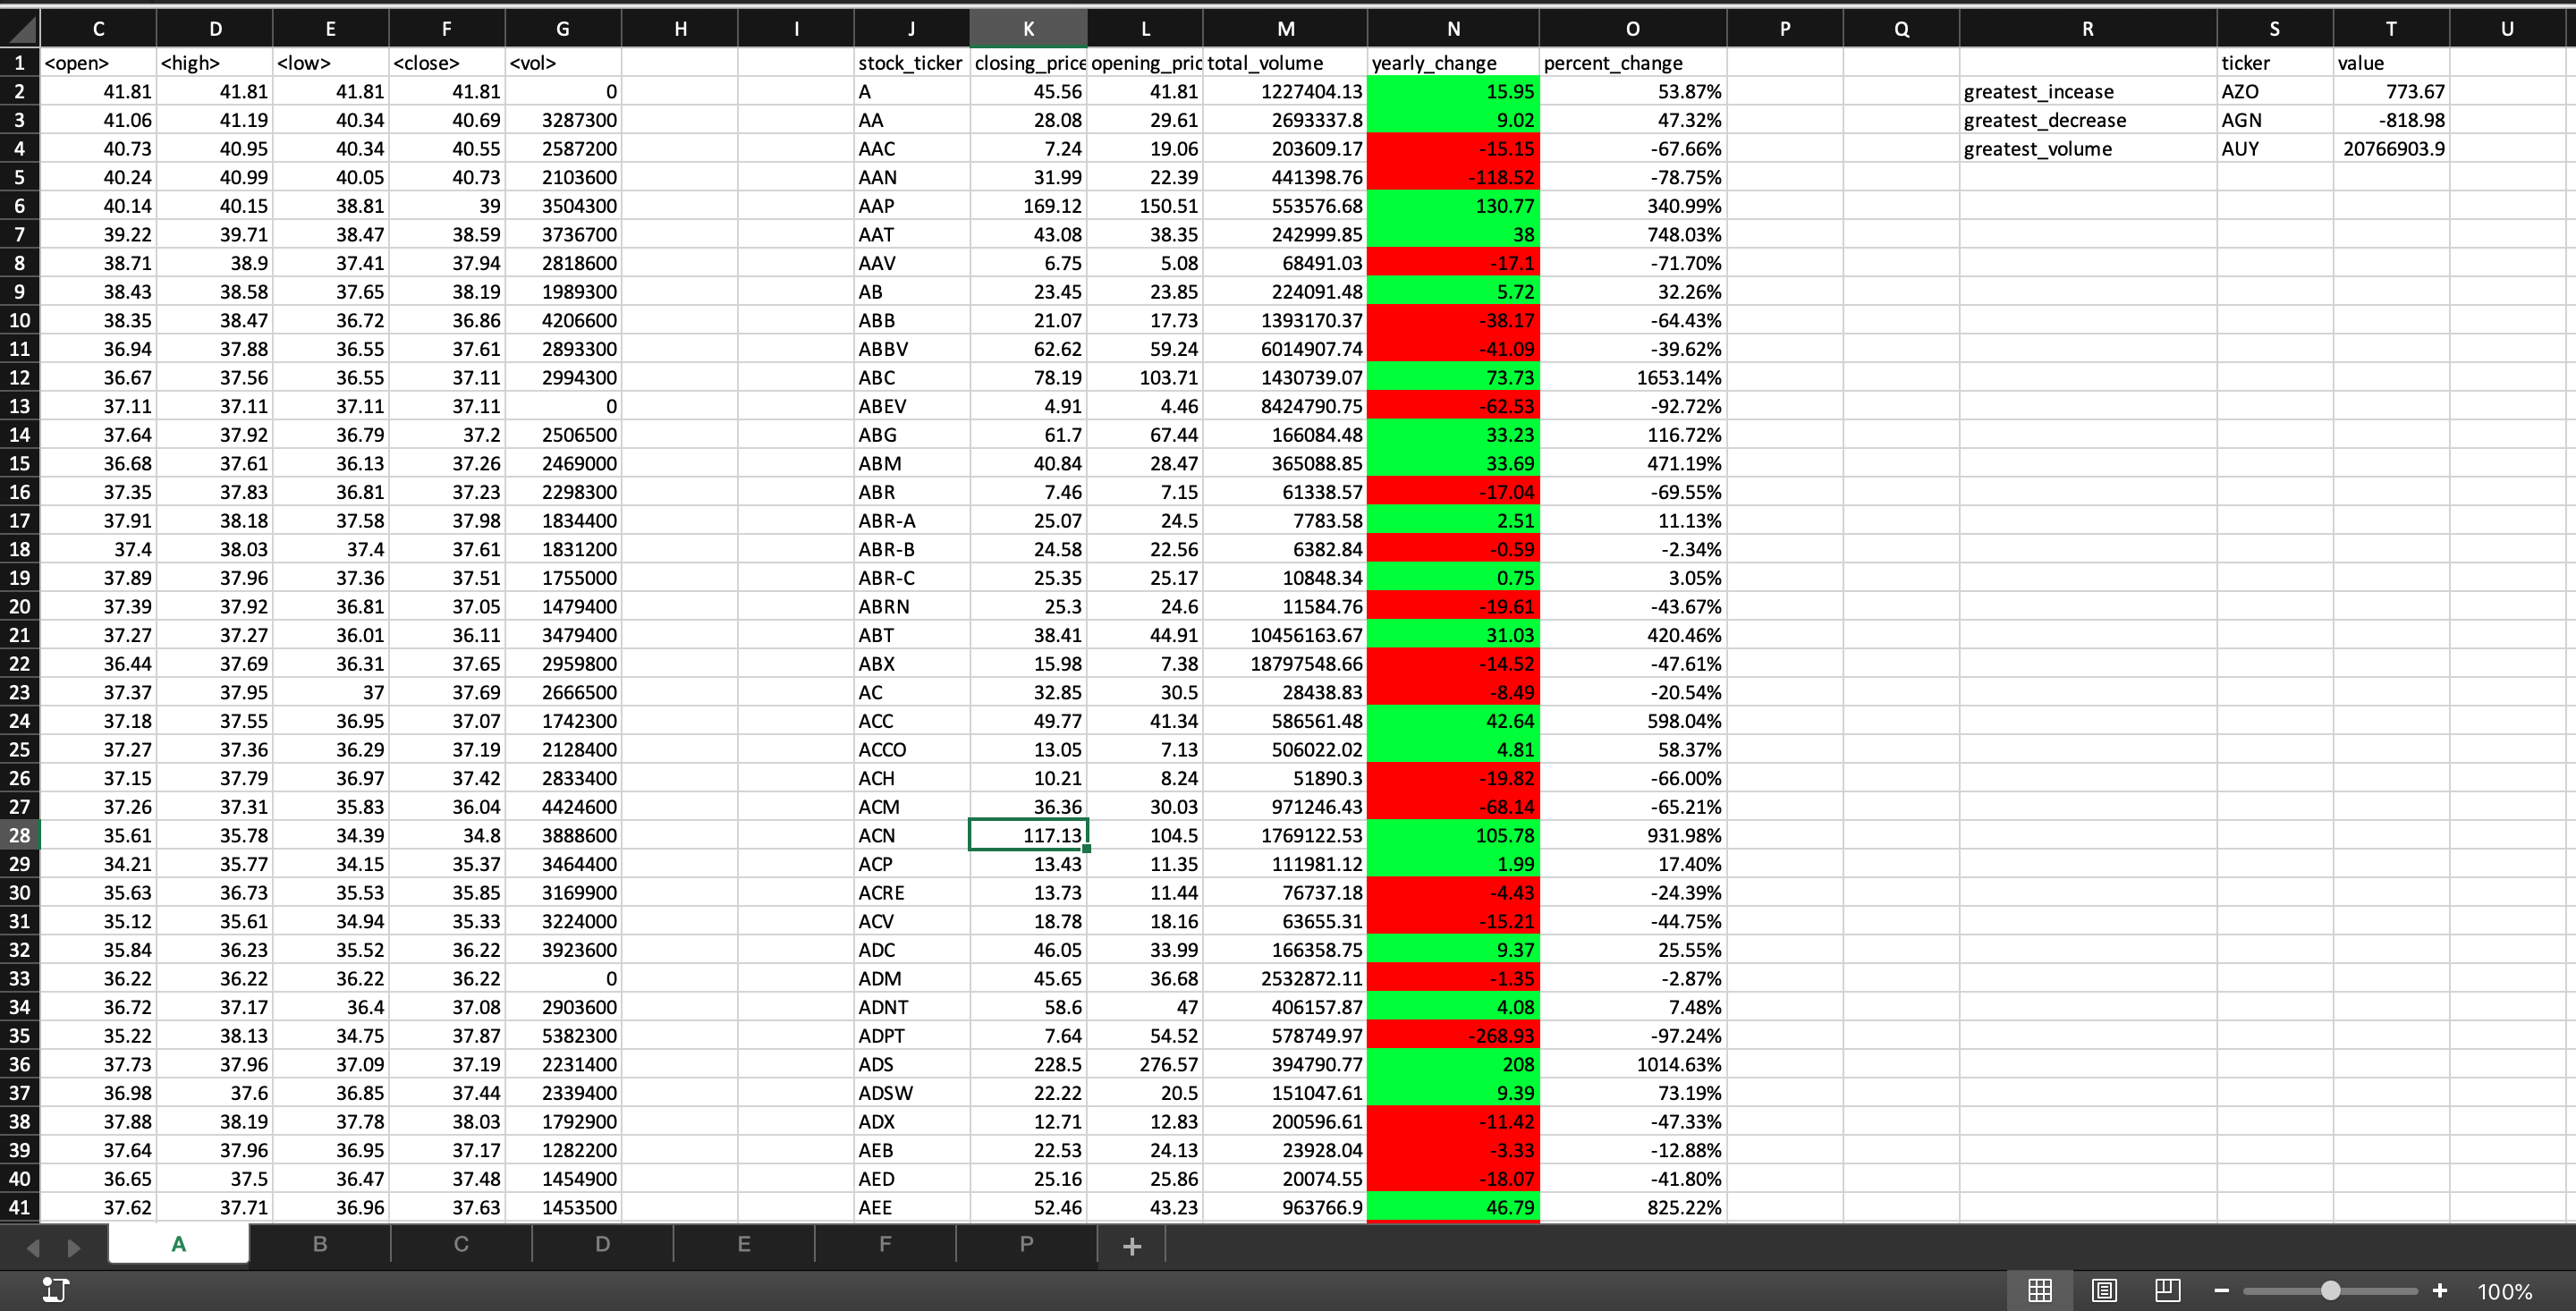 C D E F G H I J K L M N O P Q R S T U
1 <open> <high> <low> <close> <vol> stock_ticker closing_price opening_pric total_volume yearly_change percent_change ticker value
2 41.81 41.81 41.81 41.81 0 A 45.56 41.81 1227404.13 15.95 53.87% greatest_incease AZO 773.67
3 41.06 41.19 40.34 40.69 3287300 AA 28.08 29.61 2693337.8 9.02 47.32% greatest_decrease AGN -818.98
4 40.73 40.95 40.34 40.55 2587200 AAC 7.24 19.06 203609.17 -15.15 -67.66% greatest_volume AUY 20766903.9
5 40.24 40.99 40.05 40.73 2103600 AAN 31.99 22.39 441398.76 -118.52 -78.75%
6 40.14 40.15 38.81 39 3504300 AAP 169.12 150.51 553576.68 130.77 340.99%
7 39.22 39.71 38.47 38.59 3736700 AAT 43.08 38.35 242999.85 38 748.03%
8 38.71 38.9 37.41 37.94 2818600 AAV 6.75 5.08 68491.03 -17.1 -71.70%
9 38.43 38.58 37.65 38.19 1989300 AB 23.45 23.85 224091.48 5.72 32.26%
10 38.35 38.47 36.72 36.86 4206600 ABB 21.07 17.73 1393170.37 -38.17 -64.43%
11 36.94 37.88 36.55 37.61 2893300 ABBV 62.62 59.24 6014907.74 -41.09 -39.62%
12 36.67 37.56 36.55 37.11 2994300 ABC 78.19 103.71 1430739.07 73.73 1653.14%
13 37.11 37.11 37.11 37.11 0 ABEV 4.91 4.46 8424790.75 -62.53 -92.72%
14 37.64 37.92 36.79 37.2 2506500 ABG 61.7 67.44 166084.48 33.23 116.72%
15 36.68 37.61 36.13 37.26 2469000 ABM 40.84 28.47 365088.85 33.69 471.19%
16 37.35 37.83 36.81 37.23 2298300 ABR 7.46 7.15 61338.57 -17.04 -69.55%
17 37.91 38.18 37.58 37.98 1834400 ABR-A 25.07 24.5 7783.58 2.51 11.13%
18 37.4 38.03 37.4 37.61 1831200 ABR-B 24.58 22.56 6382.84 -0.59 -2.34%
19 37.89 37.96 37.36 37.51 1755000 ABR-C 25.35 25.17 10848.34 0.75 3.05%
20 37.39 37.92 36.81 37.05 1479400 ABRN 25.3 24.6 11584.76 -19.61 -43.67%
21 37.27 37.27 36.01 36.11 3479400 ABT 38.41 44.91 10456163.67 31.03 420.46%
22 36.44 37.69 36.31 37.65 2959800 ABX 15.98 7.38 18797548.66 -14.52 -47.61%
23 37.37 37.95 37 37.69 2666500 AC 32.85 30.5 28438.83 -8.49 -20.54%
24 37.18 37.55 36.95 37.07 1742300 ACC 49.77 41.34 586561.48 42.64 598.04%
25 37.27 37.36 36.29 37.19 2128400 ACCO 13.05 7.13 506022.02 4.81 58.37%
26 37.15 37.79 36.97 37.42 2833400 ACH 10.21 8.24 51890.3 -19.82 -66.00%
27 37.26 37.31 35.83 36.04 4424600 ACM 36.36 30.03 971246.43 -68.14 -65.21%
28 35.61 35.78 34.39 34.8 3888600 ACN 117.13 104.5 1769122.53 105.78 931.98%
29 34.21 35.77 34.15 35.37 3464400 ACP 13.43 11.35 111981.12 1.99 17.40%
30 35.63 36.73 35.53 35.85 3169900 ACRE 13.73 11.44 76737.18 -4.43 -24.39%
31 35.12 35.61 34.94 35.33 3224000 ACV 18.78 18.16 63655.31 -15.21 -44.75%
32 35.84 36.23 35.52 36.22 3923600 ADC 46.05 33.99 166358.75 9.37 25.55%
33 36.22 36.22 36.22 36.22 0 ADM 45.65 36.68 2532872.11 -1.35 -2.87%
34 36.72 37.17 36.4 37.08 2903600 ADNT 58.6 47 406157.87 4.08 7.48%
35 35.22 38.13 34.75 37.87 5382300 ADPT 7.64 54.52 578749.97 -268.93 -97.24%
36 37.73 37.96 37.09 37.19 2231400 ADS 228.5 276.57 394790.77 208 1014.63%
37 36.98 37.6 36.85 37.44 2339400 ADSW 22.22 20.5 151047.61 9.39 73.19%
38 37.88 38.19 37.78 38.03 1792900 ADX 12.71 12.83 200596.61 -11.42 -47.33%
39 37.64 37.96 36.95 37.17 1282200 AEB 22.53 24.13 23928.04 -3.33 -12.88%
40 36.65 37.5 36.47 37.48 1454900 AED 25.16 25.86 20074.55 -18.07 -41.80%
41 37.62 37.71 36.96 37.63 1453500 AEE 52.46 43.23 963766.9 46.79 825.22%
A B C D E F P +
100%